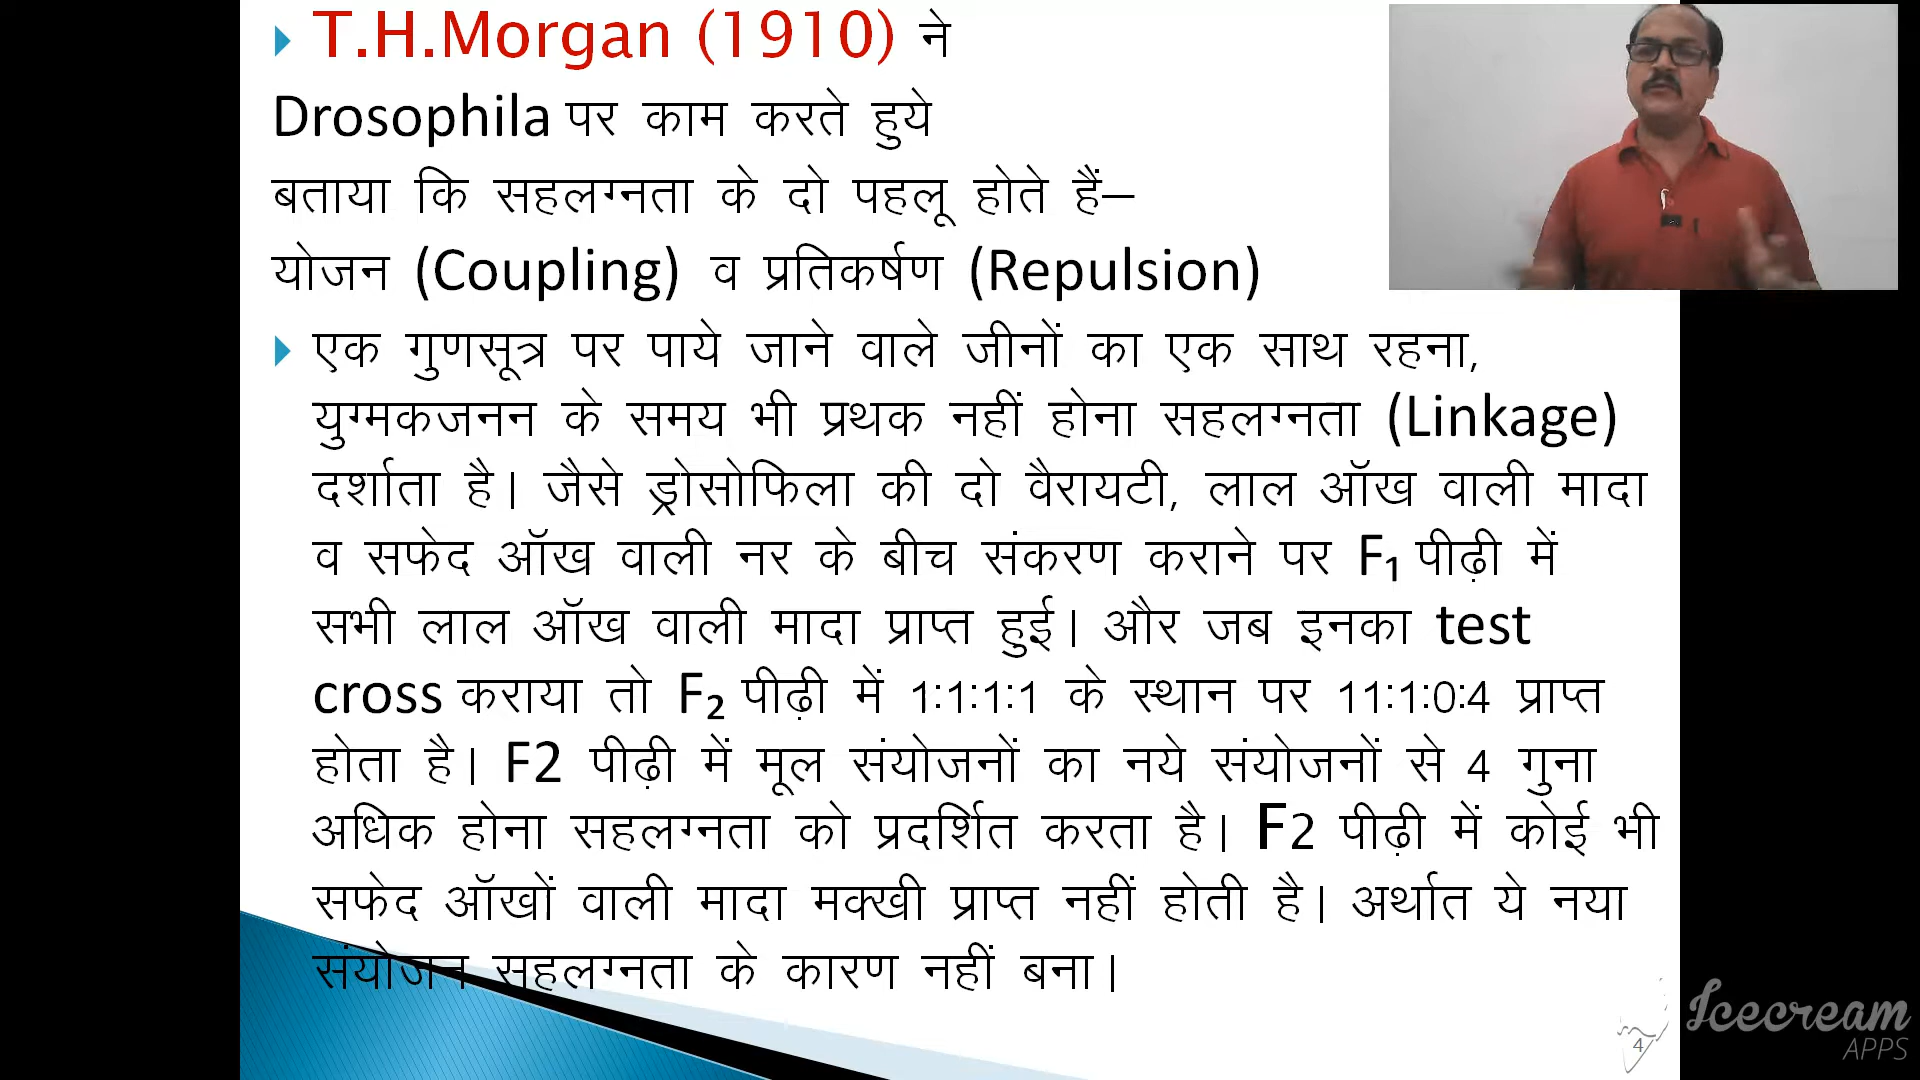 T.H.Morgan (1910) ने
Drosophila पर काम करते हुये
बताया कि सहलग्नता के दो पहलू होते हैं–
योजन (Coupling) व प्रतिकर्षण (Repulsion)
एक गुणसूत्र पर पाये जाने वाले जीनों का एक साथ रहना,
युग्मकजनन के समय भी प्रथक नहीं होना सहलग्नता (Linkage)
दर्शाता है। जैसे ड्रोसोफिला की दो वैरायटी, लाल ऑख वाली मादा
व सफेद ऑख वाली नर के बीच संकरण कराने पर F₁ पीढ़ी में
सभी लाल ऑख वाली मादा प्राप्त हुई। और जब इनका test
cross कराया तो F₂ पीढ़ी में 1:1:1:1 के स्थान पर 11:1:0:4 प्राप्त
होता है। F2 पीढ़ी में मूल संयोजनों का नये संयोजनों से 4 गुना
अधिक होना सहलग्नता को प्रदर्शित करता है। F2 पीढ़ी में कोई भी
सफेद ऑखों वाली मादा मक्खी प्राप्त नहीं होती है। अर्थात ये नया
संयोजन सहलग्नता के कारण नहीं बना।
4
Icecream
APPS